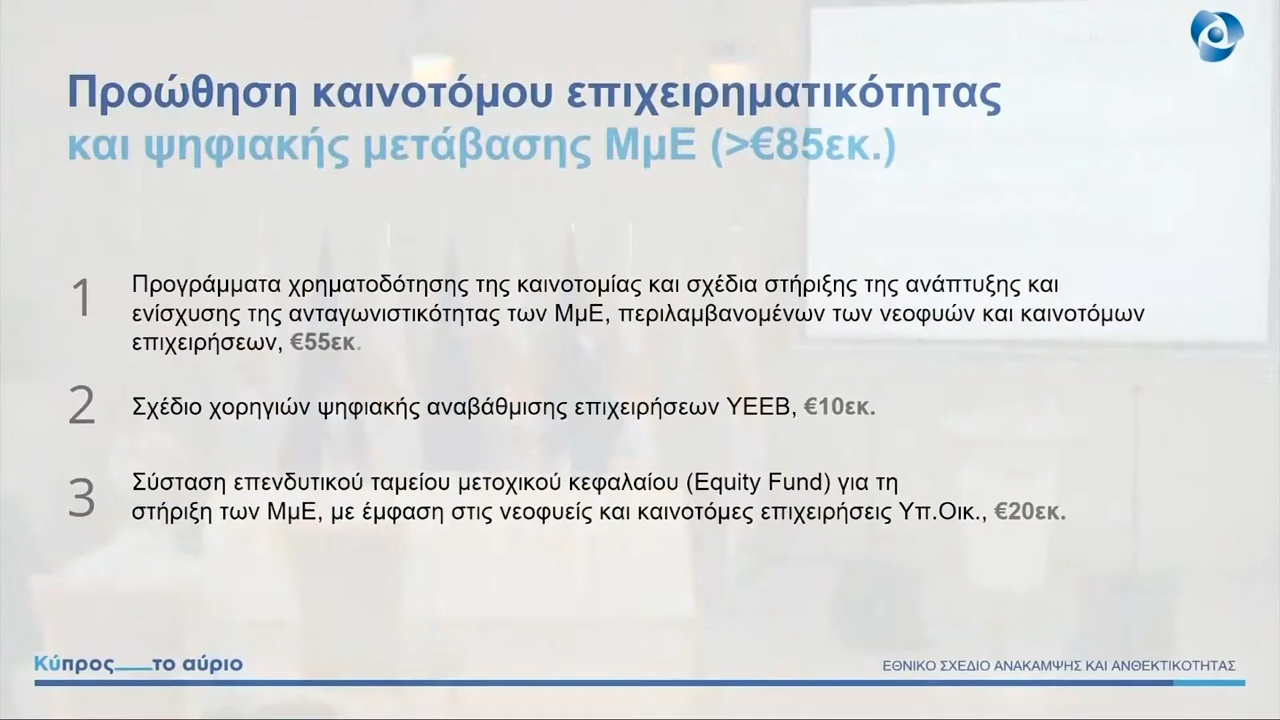 Προώθηση καινοτόμου επιχειρηματικότητας
και ψηφιακής μετάβασης ΜμΕ (>€85εκ.)
1
Προγράμματα χρηματοδότησης της καινοτομίας και σχέδια στήριξης της ανάπτυξης και
ενίσχυσης της ανταγωνιστικότητας των ΜμΕ, περιλαμβανομένων των νεοφυών και καινοτόμων
επιχειρήσεων, €55εκ.
2
Σχέδιο χορηγιών ψηφιακής αναβάθμισης επιχειρήσεων ΥΕΕΒ, €10εκ.
3
Σύσταση επενδυτικού ταμείου μετοχικού κεφαλαίου (Equity Fund) για τη
στήριξη των ΜμΕ, με έμφαση στις νεοφυείς και καινοτόμες επιχειρήσεις Υπ.Οικ., €20εκ.
Κύπρος___το αύριο
ΕΘΝΙΚΟ ΣΧΕΔΙΟ ΑΝΑΚΑΜΨΗΣ ΚΑΙ ΑΝΘΕΚΤΙΚΟΤΗΤΑΣ